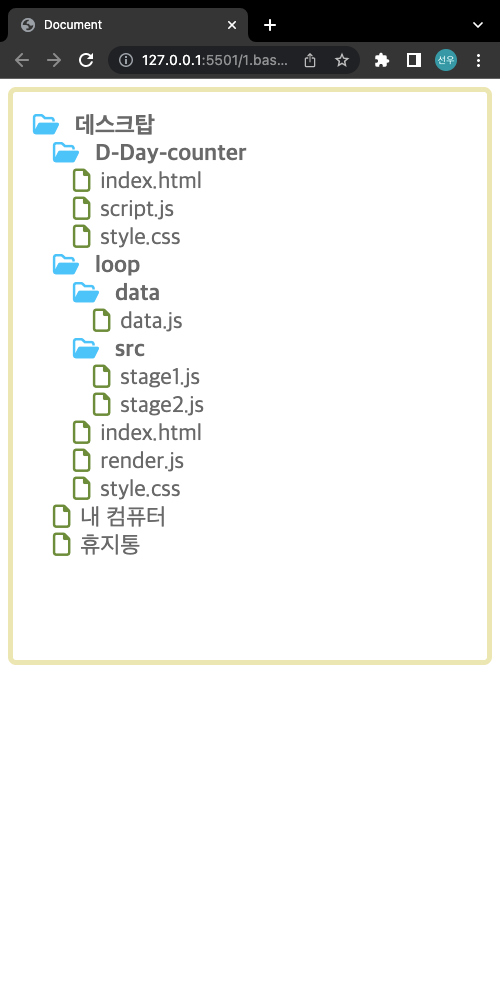 Document
127.0.0.1:5501/1.bas...
선우
데스크탑
D-Day-counter
index.html
script.js
style.css
loop
data
data.js
src
stage1.js
stage2.js
index.html
render.js
style.css
내 컴퓨터
휴지통